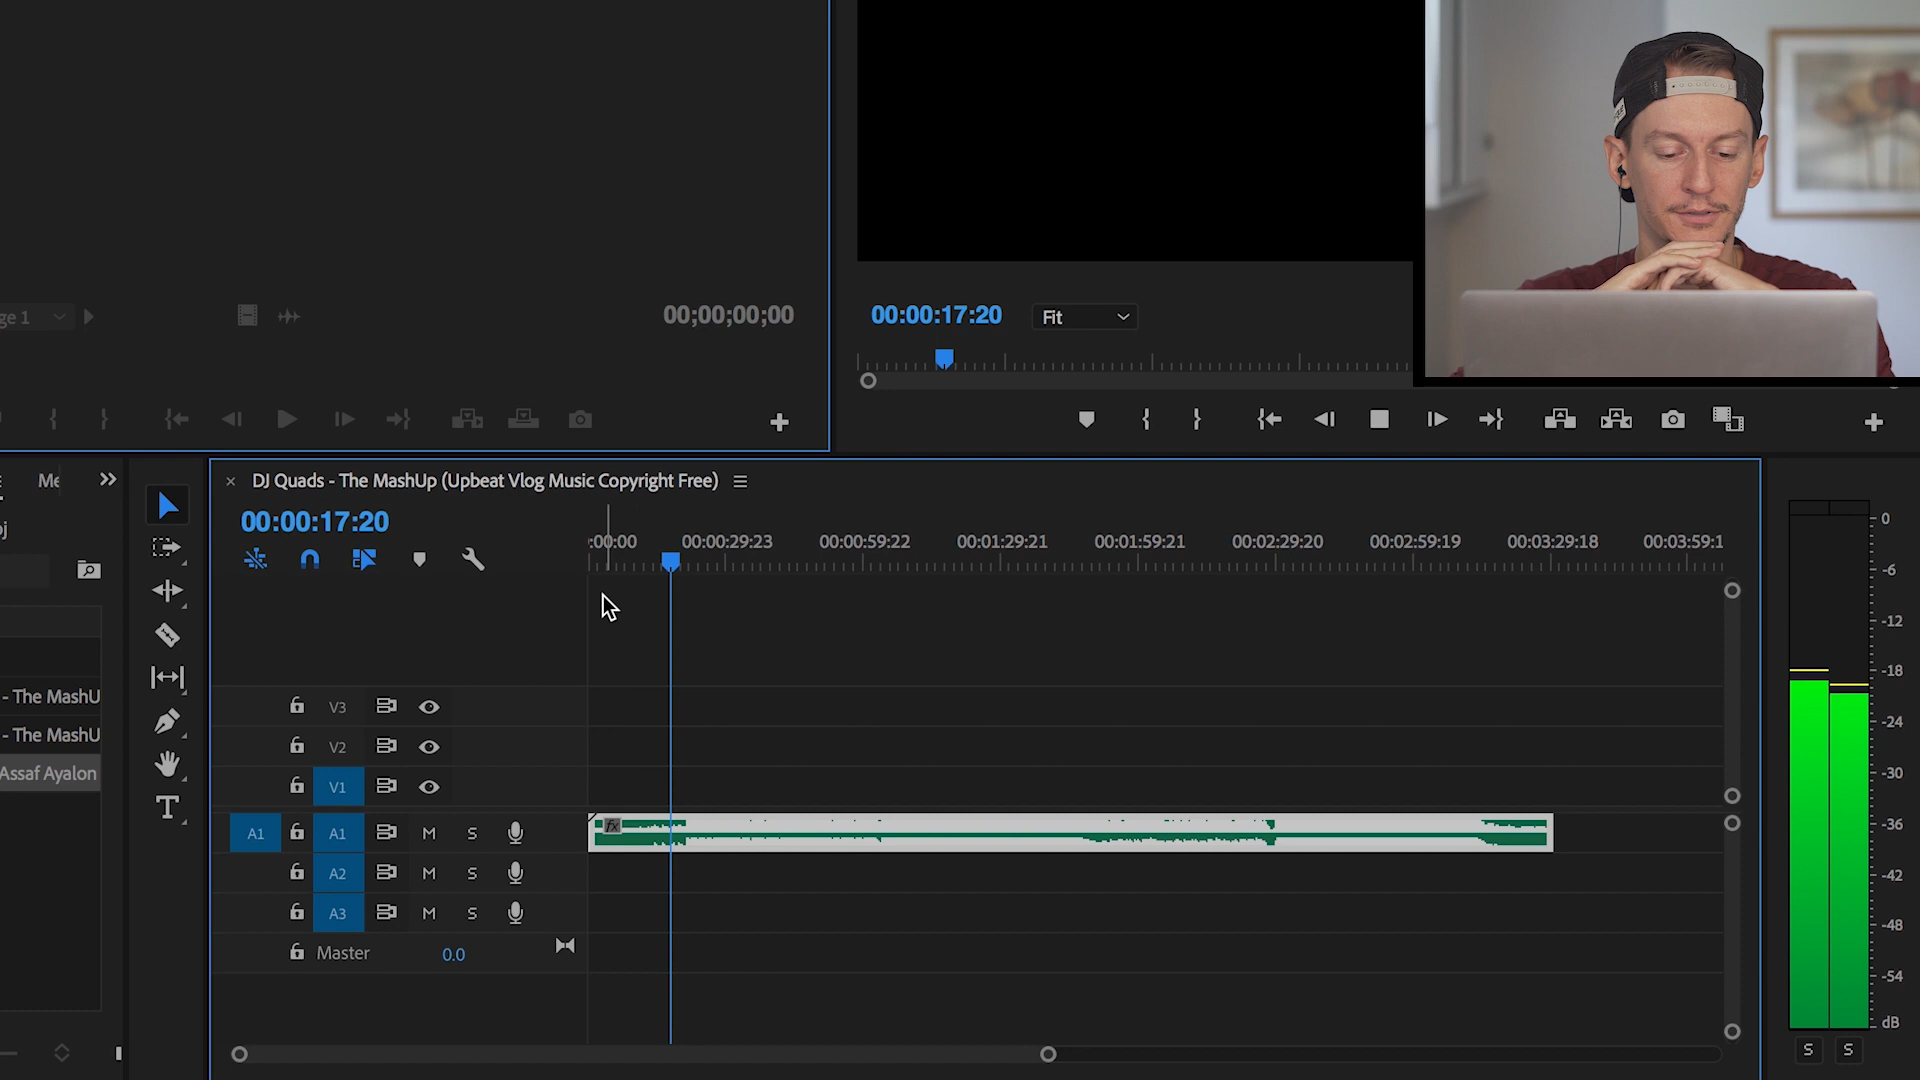 ge 1
00;00;00;00
00:00:17:20
Fit
Me
DJ Quads - The MashUp (Upbeat Vlog Music Copyright Free)
00:00:17:20
:00:00
00:00:29:23
00:00:59:22
00:01:29:21
00:01:59:21
00:02:29:20
00:02:59:19
00:03:29:18
00:03:59:1
- The MashU
- The MashU
Assaf Ayalon
V3
V2
V1
A1 A1 M S
fx
A2 M S
A3 M S
Master 0.0
0
-6
-12
-18
-24
-30
-36
-42
-48
-54
dB
S S